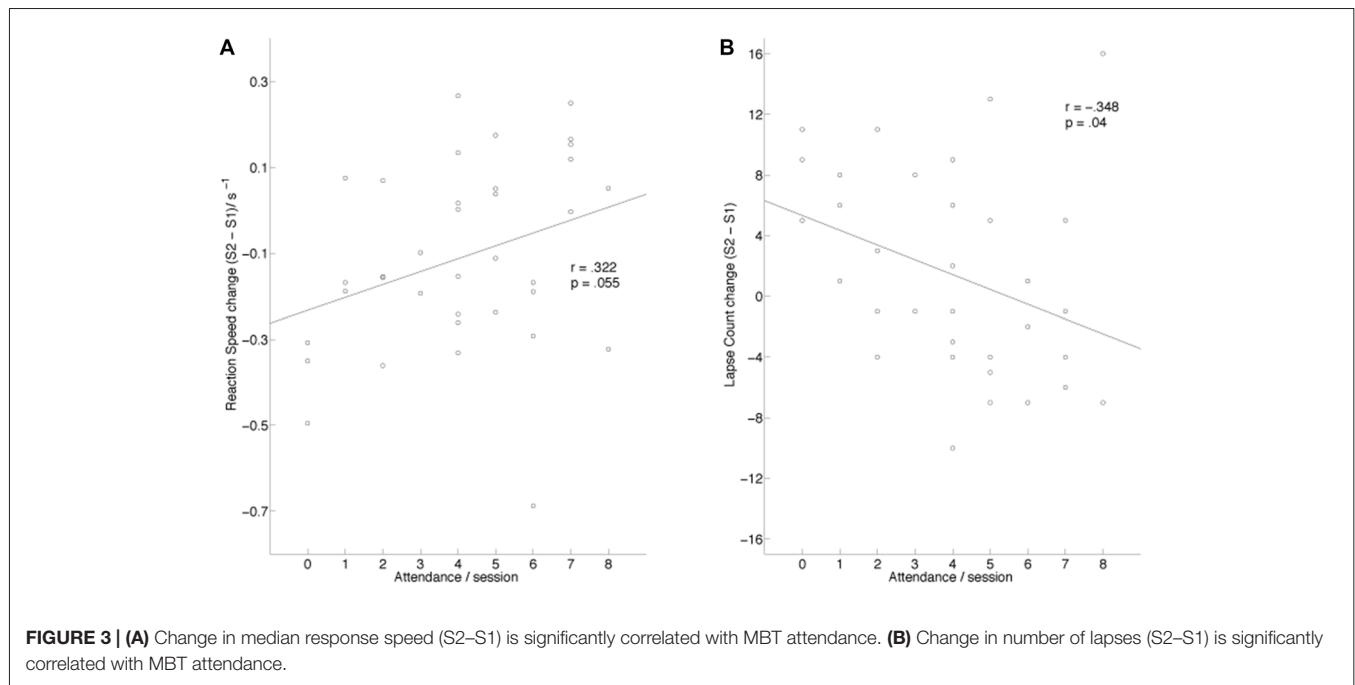 A
0.3
0.1
−0.1
−0.3
−0.5
−0.7
Reaction Speed change (S2 − S1)/ s⁻¹
r = .322
p = .055
0 1 2 3 4 5 6 7 8
Attendance / session
B
16
12
8
4
0
−4
−8
−12
−16
Lapse Count change (S2 − S1)
r = −.348
p = .04
0 1 2 3 4 5 6 7 8
Attendance / session
FIGURE 3 | (A) Change in median response speed (S2–S1) is significantly correlated with MBT attendance. (B) Change in number of lapses (S2–S1) is significantly
correlated with MBT attendance.